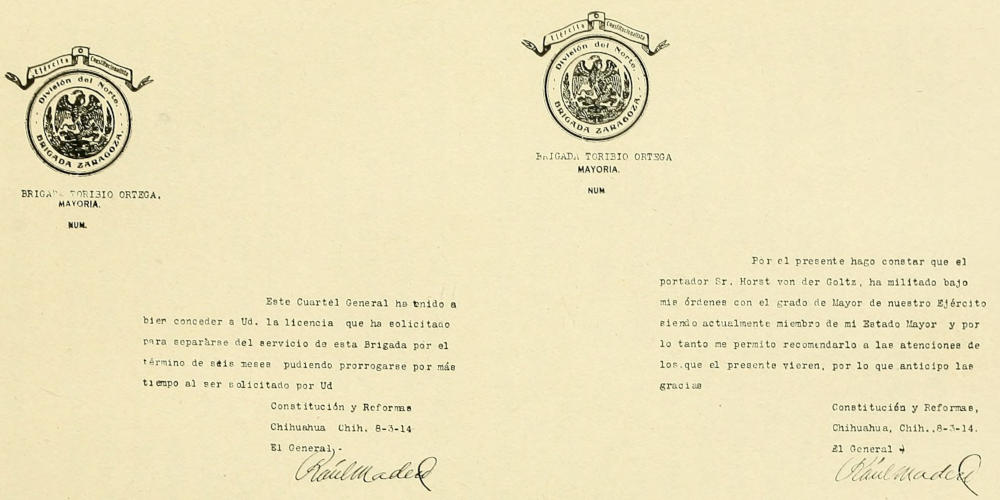 Ejército Constitucionalista
División del Norte.
BRIGADA ZARAGOZA.
BRIGADA TORIBIO ORTEGA.
MAYORIA.
NUM.
Este Cuartel General ha tenido a
bien conceder a Ud. la licencia que ha solicitado
para separarse del servicio de esta Brigada por el
término de séis meses pudiendo prorrogarse por más
tiempo al ser solicitado por Ud
Constitución y Reformas
Chihuahua Chih. 8-3-14
El General,-
Raúl Madero
Ejército Constitucionalista
División del Norte.
BRIGADA ZARAGOZA.
BRIGADA TORIBIO ORTEGA
MAYORIA.
NUM
Por el presente hago constar que el
portador Sr. Horst von der Goltz, ha militado bajo
mis órdenes con el grado de Mayor de nuestro Ejército
siendo actualmente miembro de mi Estado Mayor y por
lo tanto me permito recomendarlo a las atenciones de
los que el presente vieren, por lo que anticipo las
gracias
Constitución y Reformas,
Chihuahua, Chih., 8-3-14.
El General
Raúl Madero